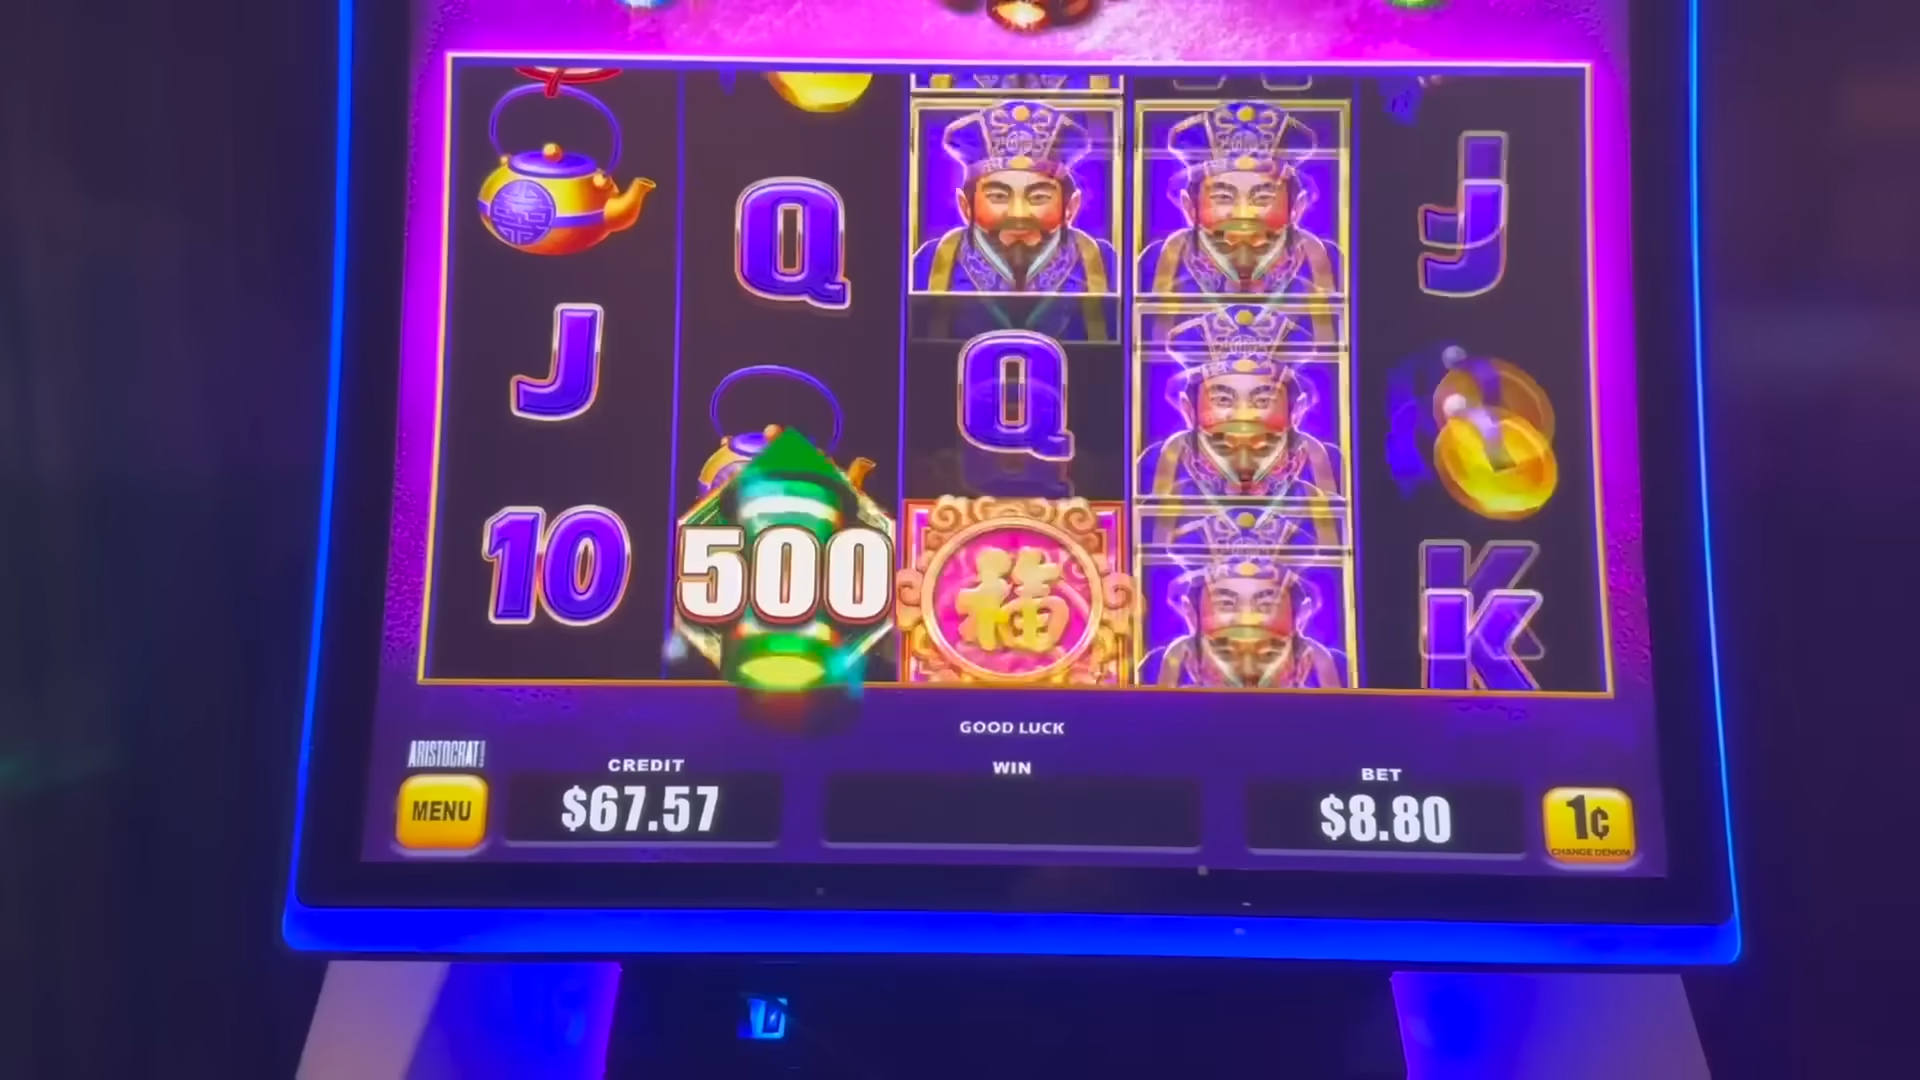 J
Q
J
Q
10
500
福
K
GOOD LUCK
ARISTOCRAT
MENU
CREDIT
$67.57
WIN
BET
$8.80
1¢
CHANGE DENOM